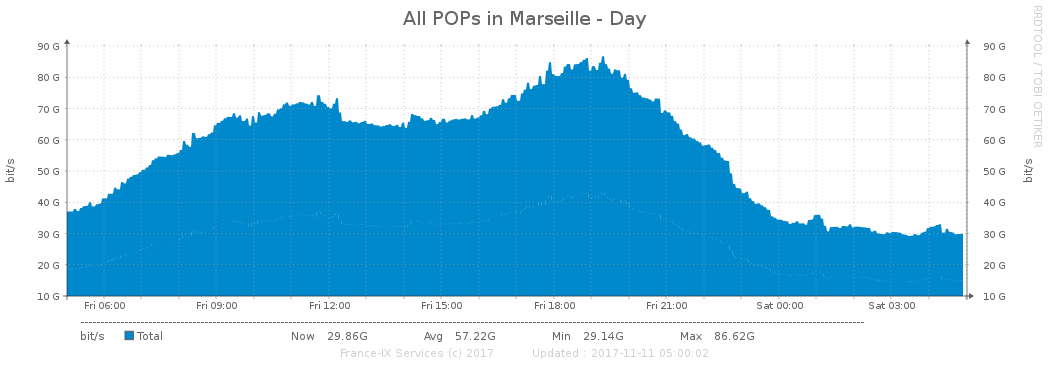 All POPs in Marseille - Day
RRDTOOL / TOBI OETIKER
90 G 90 G
80 G 80 G
70 G 70 G
60 G 60 G
50 G 50 G
40 G 40 G
30 G 30 G
20 G 20 G
10 G 10 G
bit/s
bit/s
Fri 06:00 Fri 09:00 Fri 12:00 Fri 15:00 Fri 18:00 Fri 21:00 Sat 00:00 Sat 03:00
bit/s Total Now 29.86G Avg 57.22G Min 29.14G Max 86.62G
France-IX Services (c) 2017 Updated : 2017-11-11 05:00:02